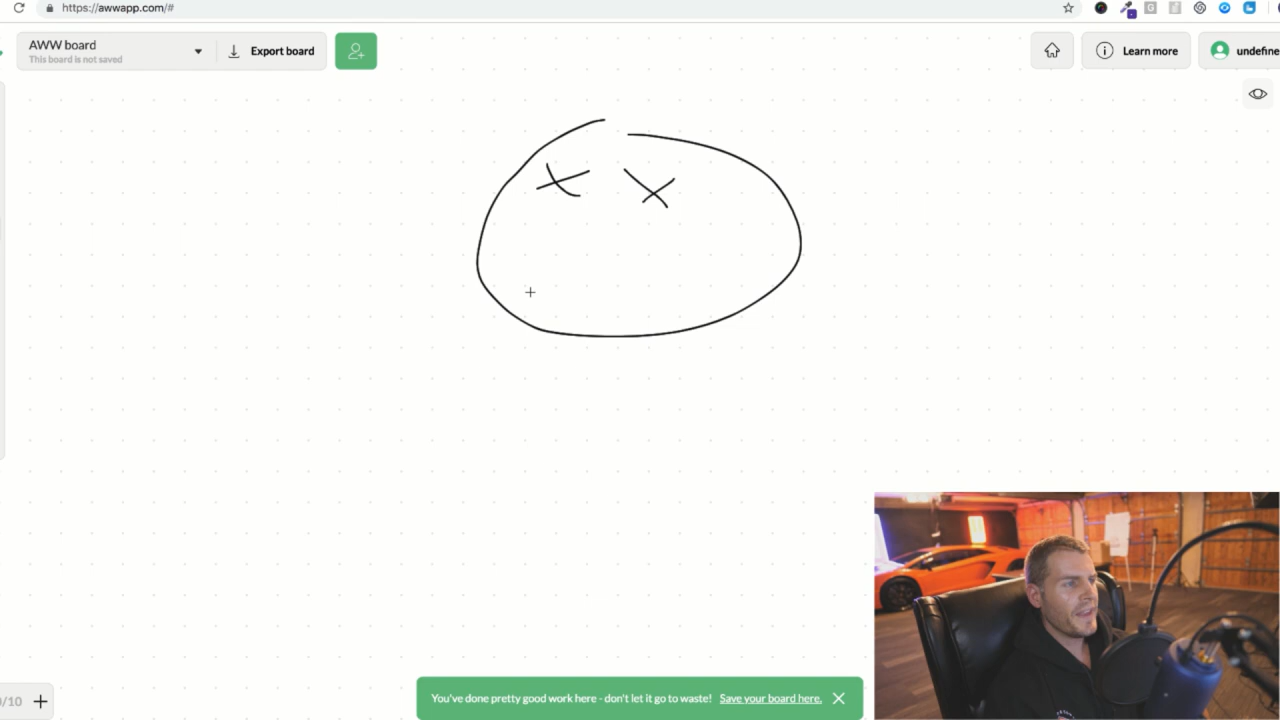 https://awwapp.com/#
AWW board
This board is not saved
Export board
Learn more
undefine
/10
You've done pretty good work here - don't let it go to waste! Save your board here.